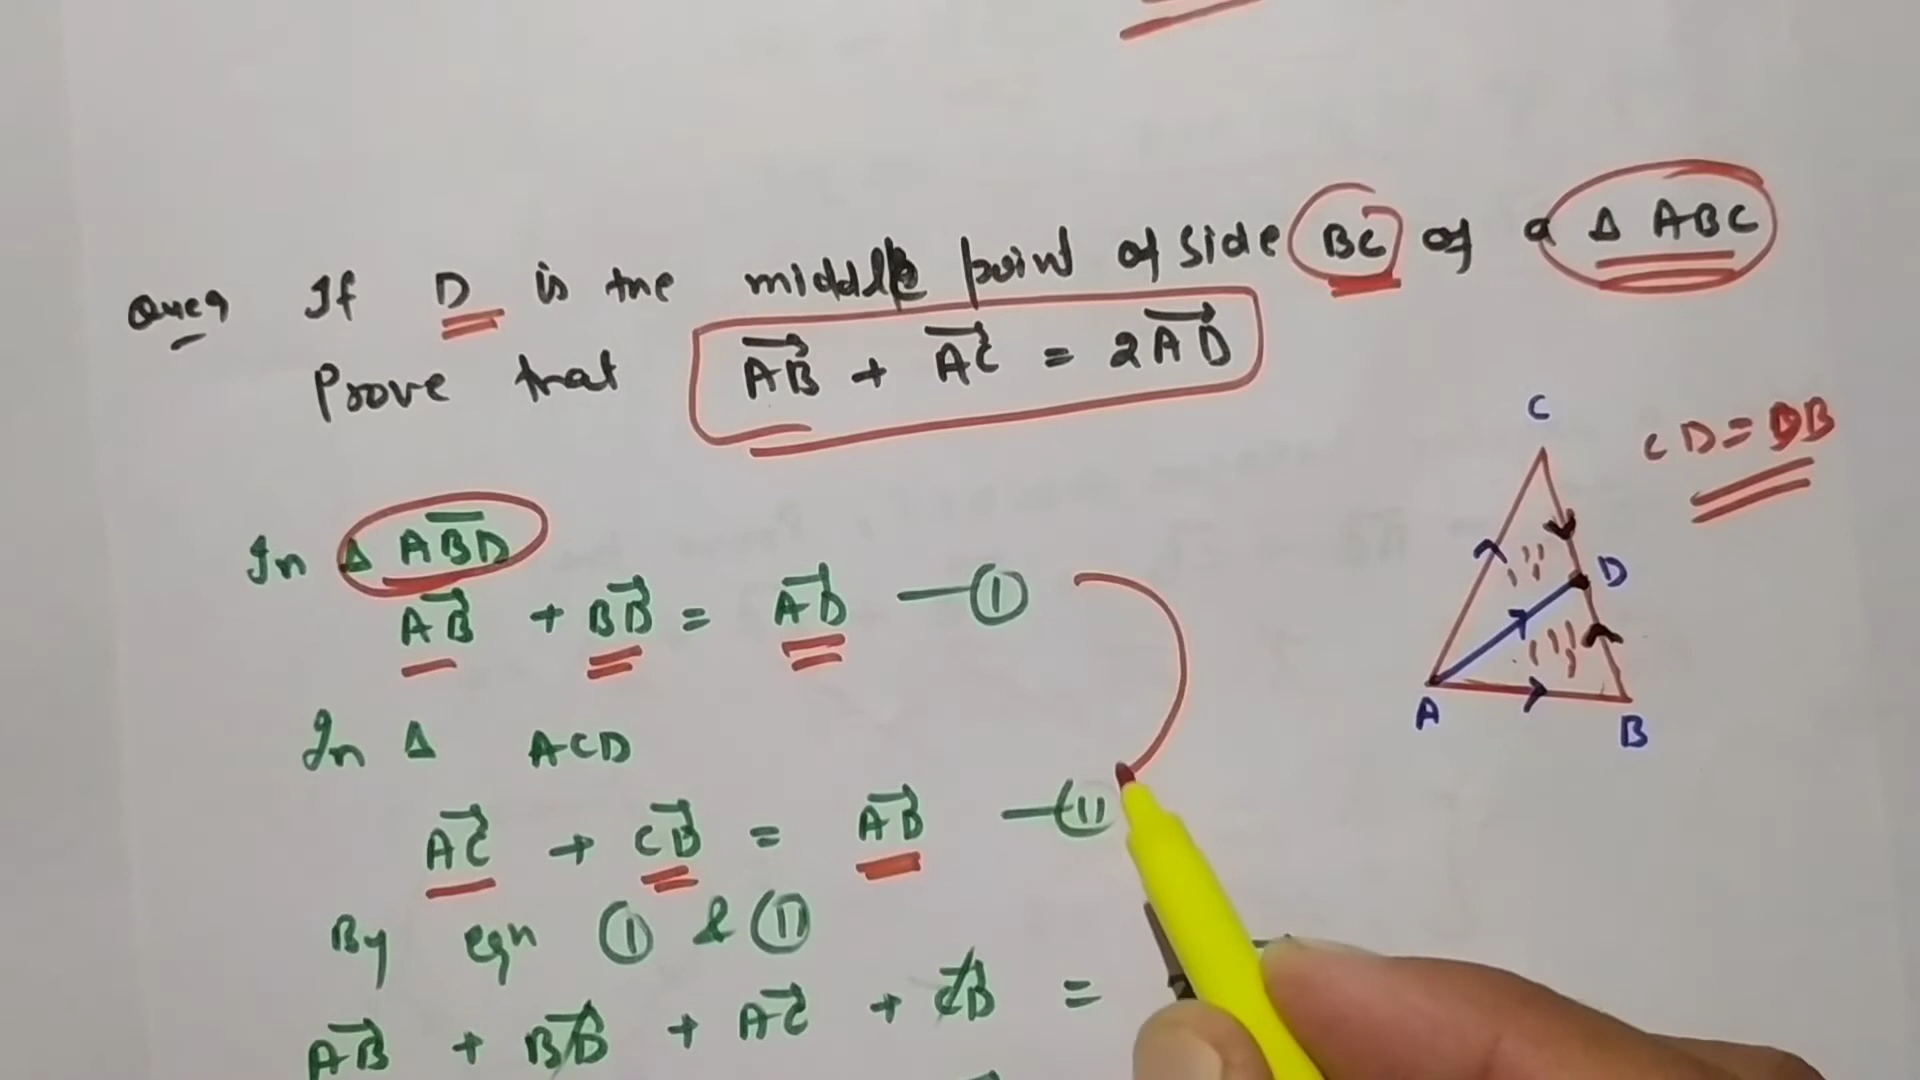 Ques If D is the middle point of side BC of a Δ ABC
Prove that AB⃗ + AC⃗ = 2AD⃗
C
CD = DB
D
A
B
In Δ ABD
AB⃗ + BD⃗ = AD⃗ —①
In Δ ACD
AC⃗ + CD⃗ = AD⃗ —⑪
By eqn ① & ⑪
AB⃗ + BD⃗ + AC⃗ + CD⃗ =